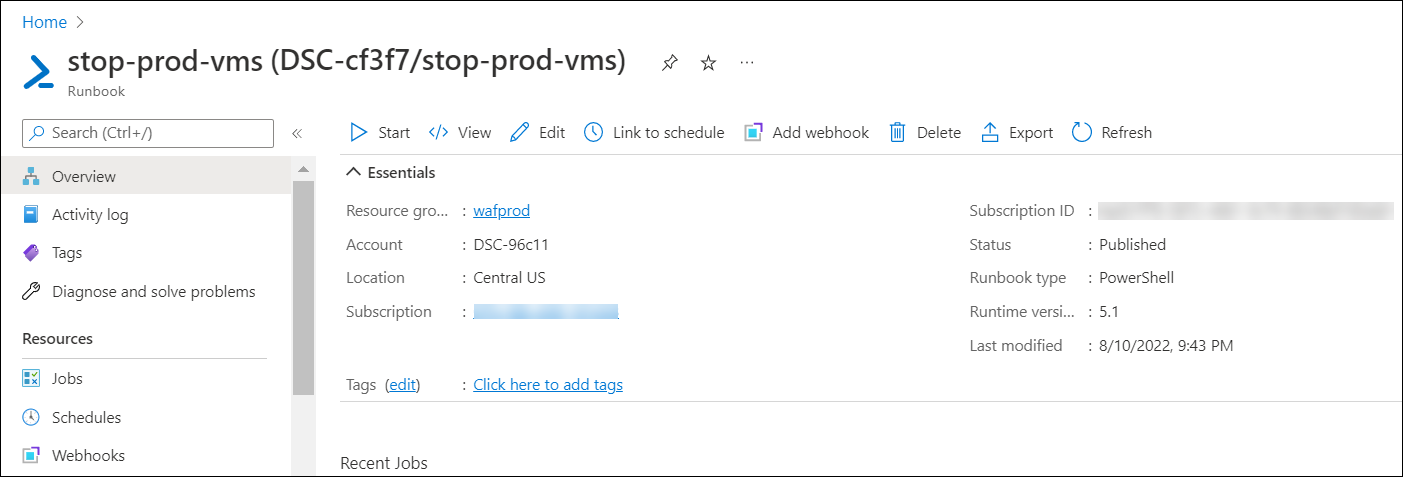 Home
stop-prod-vms (DSC-cf3f7/stop-prod-vms) ...
Runbook
Search (Ctrl+/) «
Start View Edit Link to schedule Add webhook Delete Export Refresh
Overview
Activity log
Tags
Diagnose and solve problems
Resources
Jobs
Schedules
Webhooks
Essentials
Resource gro... : wafprod
Account : DSC-96c11
Location : Central US
Subscription :
Subscription ID :
Status : Published
Runbook type : PowerShell
Runtime versi... : 5.1
Last modified : 8/10/2022, 9:43 PM
Tags (edit) : Click here to add tags
Recent Jobs